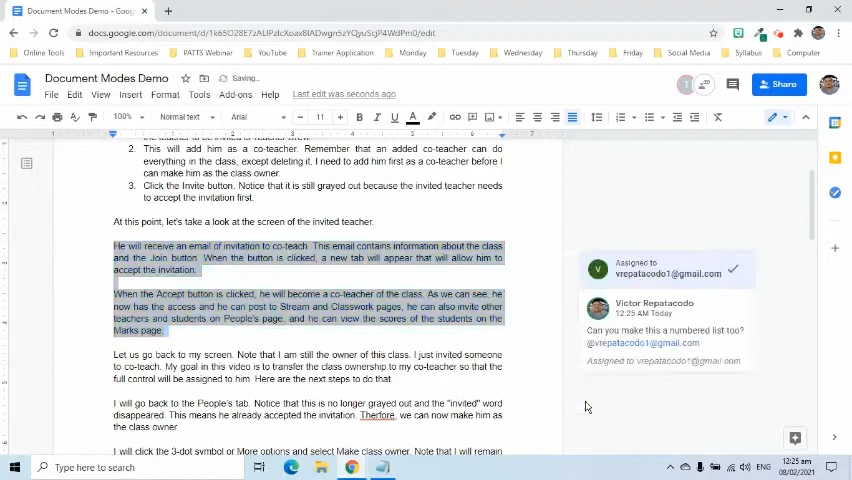 Document Modes Demo - Goog
docs.google.com/document/d/1k65O28E7zALlPzIcXoax8IADwgn5zYQyuSgP4WdPm0/edit
Online Tools Important Resources PATTS Webinar YouTube Trainer Application Monday Tuesday Wednesday Thursday Friday Social Media Syllabus Computer
Document Modes Demo Saving...
File Edit View Insert Format Tools Add-ons Help Last edit was seconds ago
Share
100% Normal text Arial 11
2. This will add him as a co-teacher. Remember that an added co-teacher can do
everything in the class, except deleting it. I need to add him first as a co-teacher before I
can make him as the class owner.
3. Click the Invite button. Notice that it is still grayed out because the invited teacher needs
to accept the invitation first.
At this point, let's take a look at the screen of the invited teacher.
He will receive an email of invitation to co-teach. This email contains information about the class
and the Join button. When the button is clicked, a new tab will appear that will allow him to
accept the invitation.
When the Accept button is clicked, he will become a co-teacher of the class. As we can see, he
now has the access and he can post to Stream and Classwork pages, he can also invite other
teachers and students on People's page, and he can view the scores of the students on the
Marks page.
Let us go back to my screen. Note that I am still the owner of this class. I just invited someone
to co-teach. My goal in this video is to transfer the class ownership to my co-teacher so that the
full control will be assigned to him. Here are the next steps to do that.
I will go back to the People's tab. Notice that this is no longer grayed out and the "invited" word
disappeared. This means he already accepted the invitation. Therfore, we can now make him as
the class owner.
I will click the 3-dot symbol or More options and select Make class owner. Note that I will remain
V
Assigned to
vrepatacodo1@gmail.com
Victor Repatacodo
12:25 AM Today
Can you make this a numbered list too?
@vrepatacodo1@gmail.com
Assigned to vrepatacodo1@gmail.com
Type here to search
ENG
12:25 am
08/02/2021